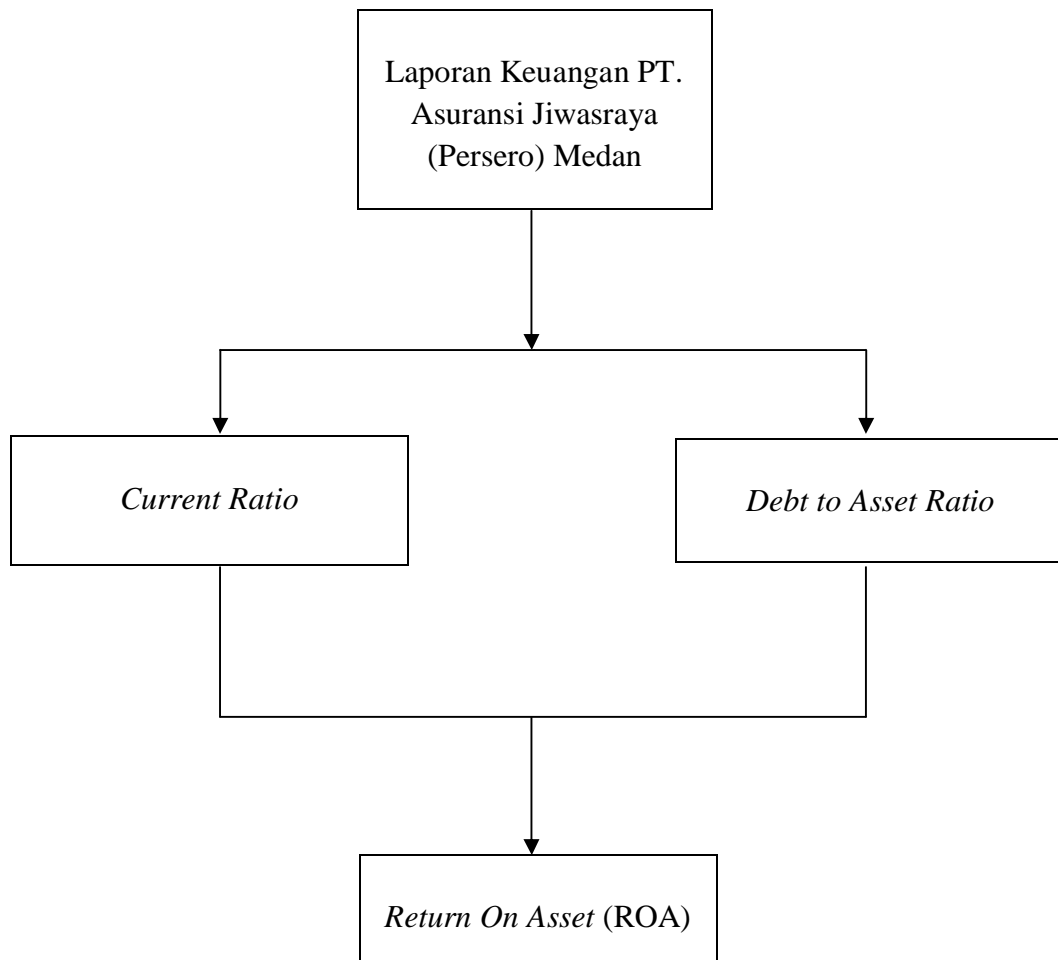 Laporan Keuangan PT.
Asuransi Jiwasraya
(Persero) Medan
Current Ratio
Debt to Asset Ratio
Return On Asset (ROA)